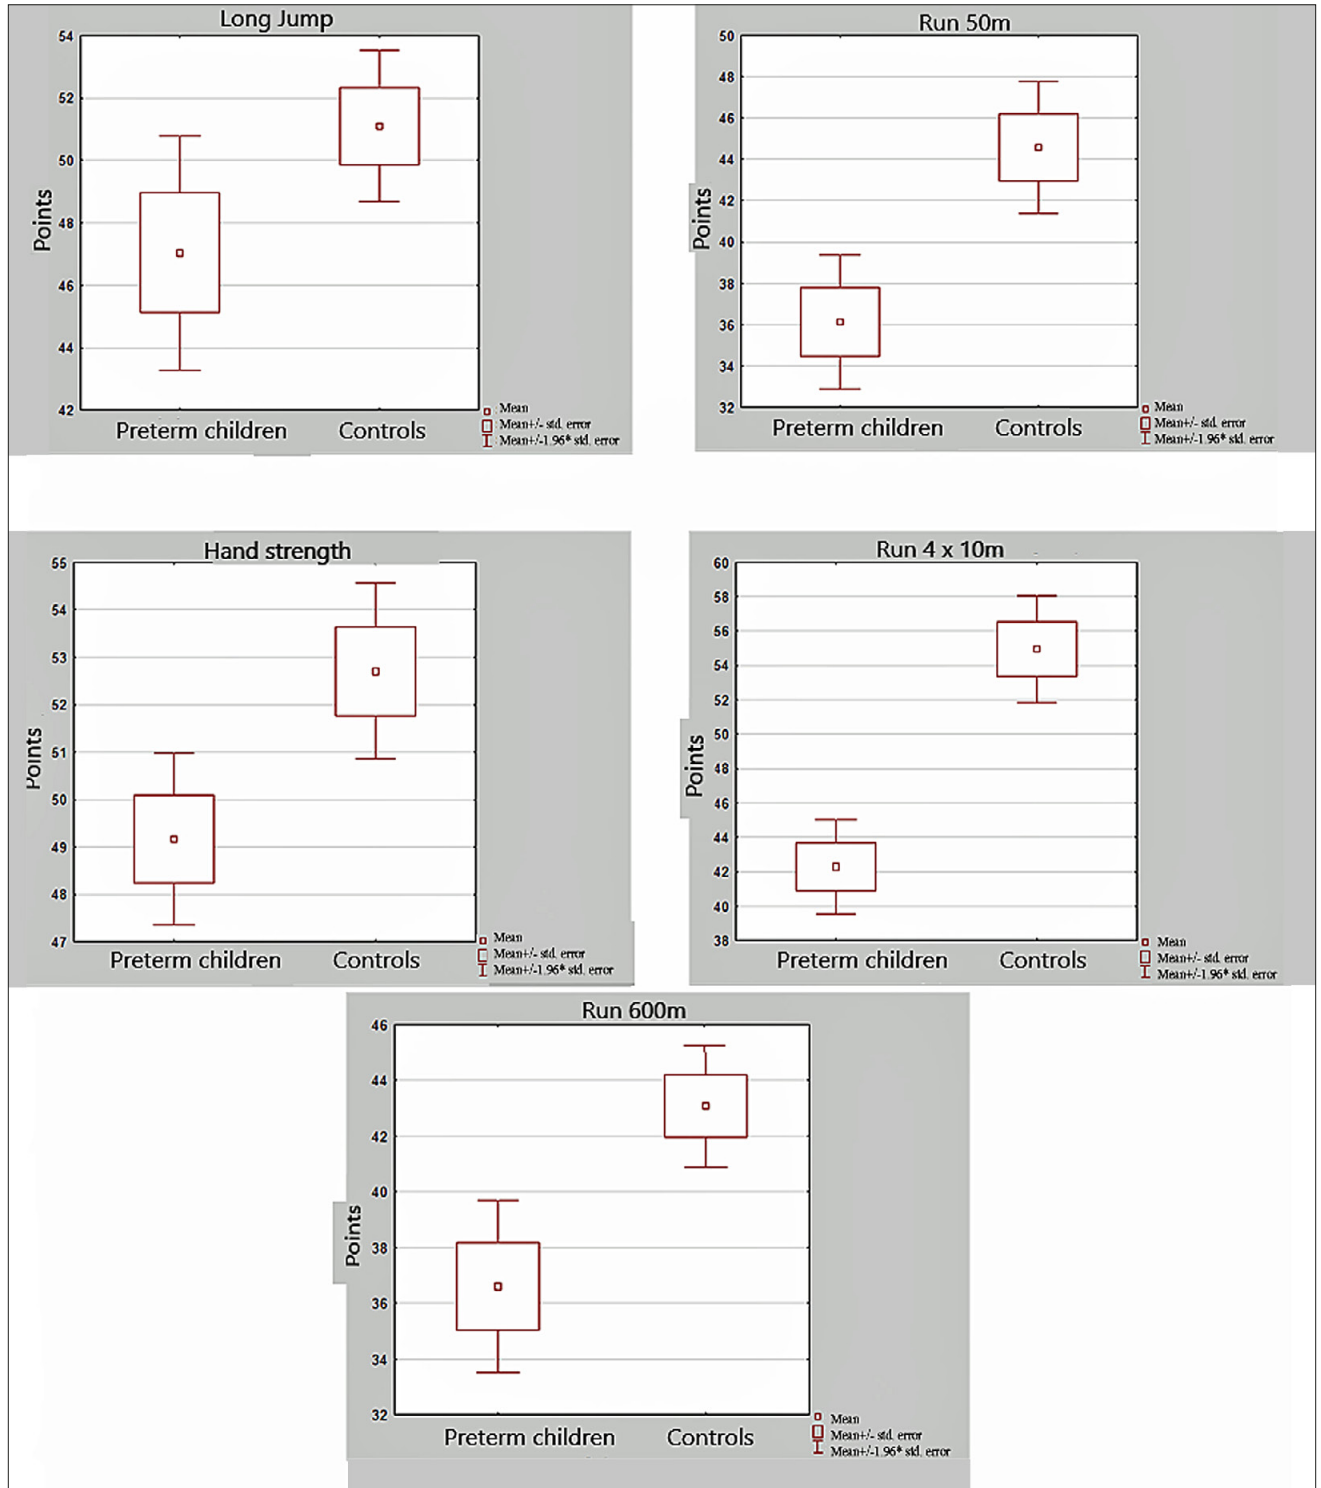 Long Jump
54
52
50
48
46
44
42
Points
Preterm children Controls
Mean
Mean+/- std. error
Mean+/-1.96* std. error
Run 50m
50
48
46
44
42
40
38
36
34
32
Points
Preterm children Controls
Mean
Mean+/- std. error
Mean+/-1.96* std. error
Hand strength
55
54
53
52
51
50
49
48
47
Points
Preterm children Controls
Mean
Mean+/- std. error
Mean+/-1.96* std. error
Run 4 x 10m
60
58
56
54
52
50
48
46
44
42
40
38
Points
Preterm children Controls
Mean
Mean+/- std. error
Mean+/-1.96* std. error
Run 600m
46
44
42
40
38
36
34
32
Points
Preterm children Controls
Mean
Mean+/- std. error
Mean+/-1.96* std. error